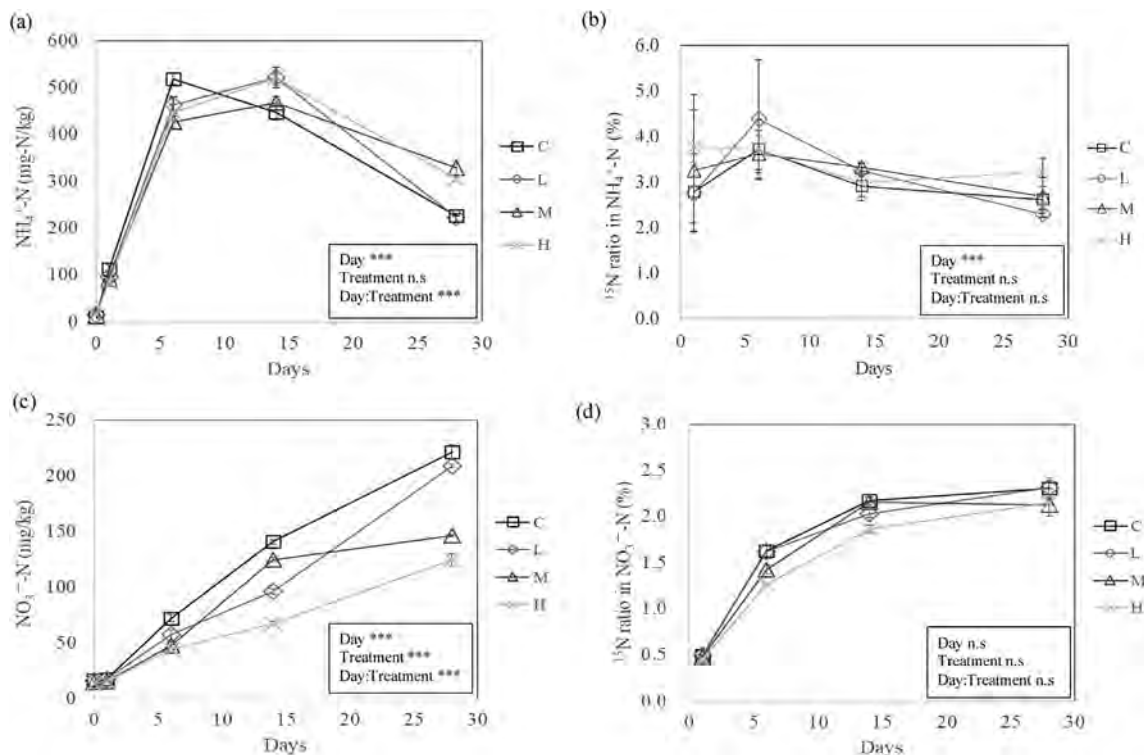 (a)
600
500
400
300
200
100
0
NH₄⁺-N (mg-N/kg)
0 5 10 15 20 25 30
Days
C
L
M
H
Day ***
Treatment n.s
Day:Treatment ***
(b)
6.0
5.0
4.0
3.0
2.0
1.0
0.0
¹⁵N ratio in NH₄⁺-N (%)
0 5 10 15 20 25 30
Days
C
L
M
H
Day ***
Treatment n.s
Day:Treatment n.s
(c)
250
200
150
100
50
0
NO₃⁻-N (mg/kg)
0 5 10 15 20 25 30
Days
C
L
M
H
Day ***
Treatment ***
Day:Treatment ***
(d)
3.0
2.5
2.0
1.5
1.0
0.5
0.0
¹⁵N ratio in NO₃⁻-N (%)
0 5 10 15 20 25 30
Days
C
L
M
H
Day n.s
Treatment n.s
Day:Treatment n.s